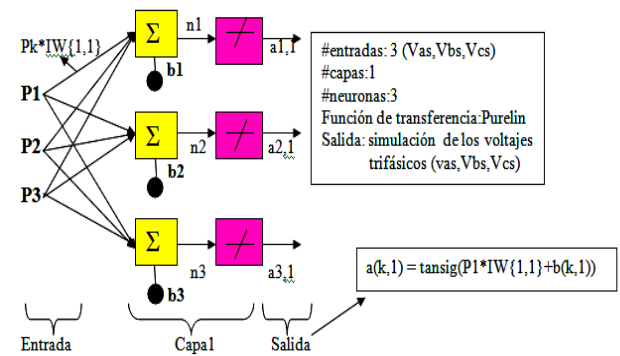 Pk*IW{1,1}
P1
P2
P3
Σ
n1
a1,1
b1
Σ
n2
a2,1
b2
Σ
n3
a3,1
b3
#entradas: 3 (Vas,Vbs,Vcs)
#capas:1
#neuronas:3
Función de transferencia:Purelin
Salida: simulación de los voltajes
trifásicos (vas,Vbs,Vcs)
a(k,1) = tansig(P1*IW{1,1}+b(k,1))
Entrada
Capa1
Salida